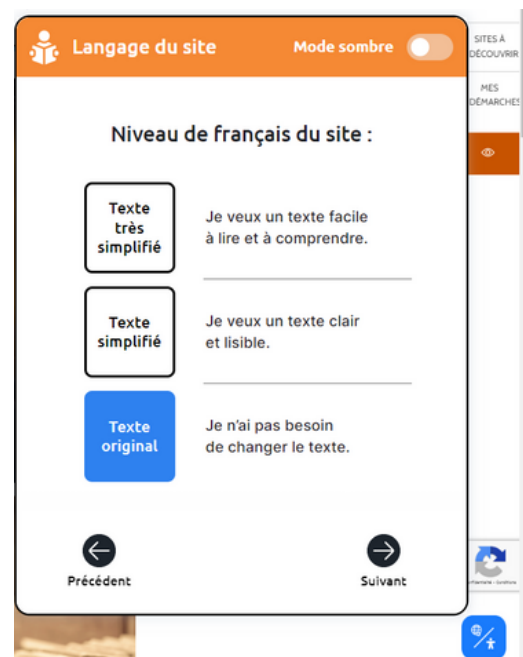 Langage du site
Mode sombre
SITES À
DÉCOUVRIR
MES
DÉMARCHES
Niveau de français du site :
Texte
très
simplifié
Je veux un texte facile
à lire et à comprendre.
Texte
simplifié
Je veux un texte clair
et lisible.
Texte
original
Je n'ai pas besoin
de changer le texte.
Précédent
Suivant